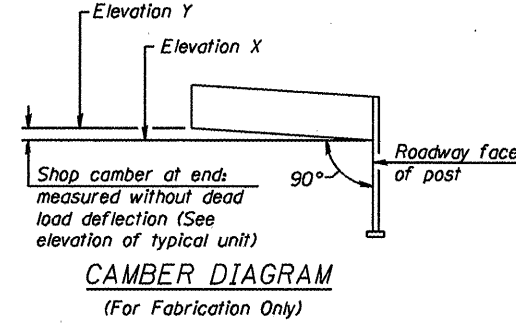 Elevation Y
Elevation X
Roadway face
of post
90°
Shop camber at end:
measured without dead
load deflection (See
elevation of typical unit)
CAMBER DIAGRAM
(For Fabrication Only)